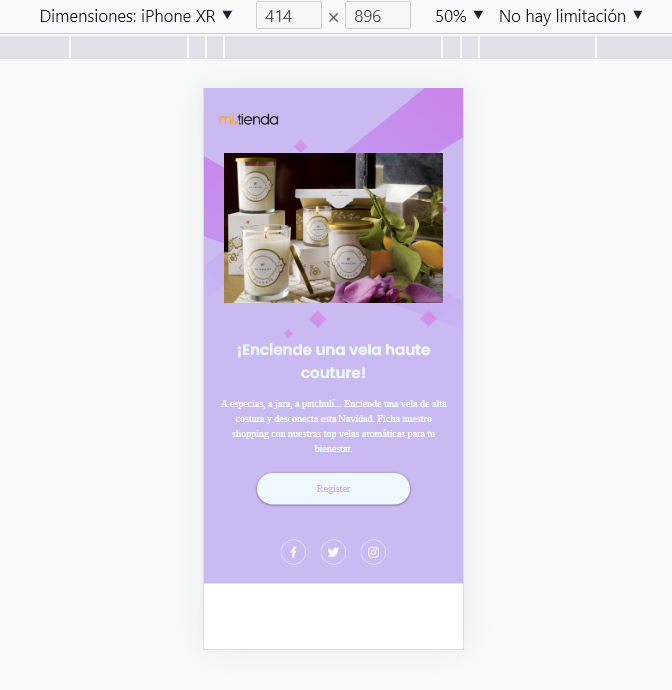 Dimensiones: iPhone XR ▼ 414 × 896 50% ▼ No hay limitación ▼
mi.tienda
¡Enciende una vela haute
couture!
A especias, a jara, a patchulí... Enciende una vela de alta
costura y desconecta esta Navidad. Ficha nuestro
shopping con nuestras top velas aromáticas para tu
bienestar.
Register